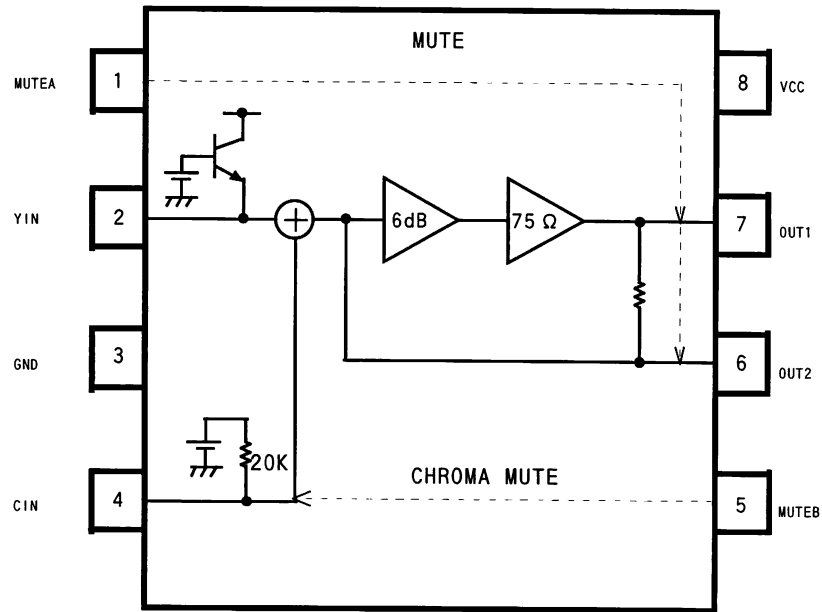 MUTE
MUTEA 1
8 VCC
YIN 2
6dB
75 Ω
7 OUT1
GND 3
6 OUT2
20K
CHROMA MUTE
CIN 4
5 MUTEB